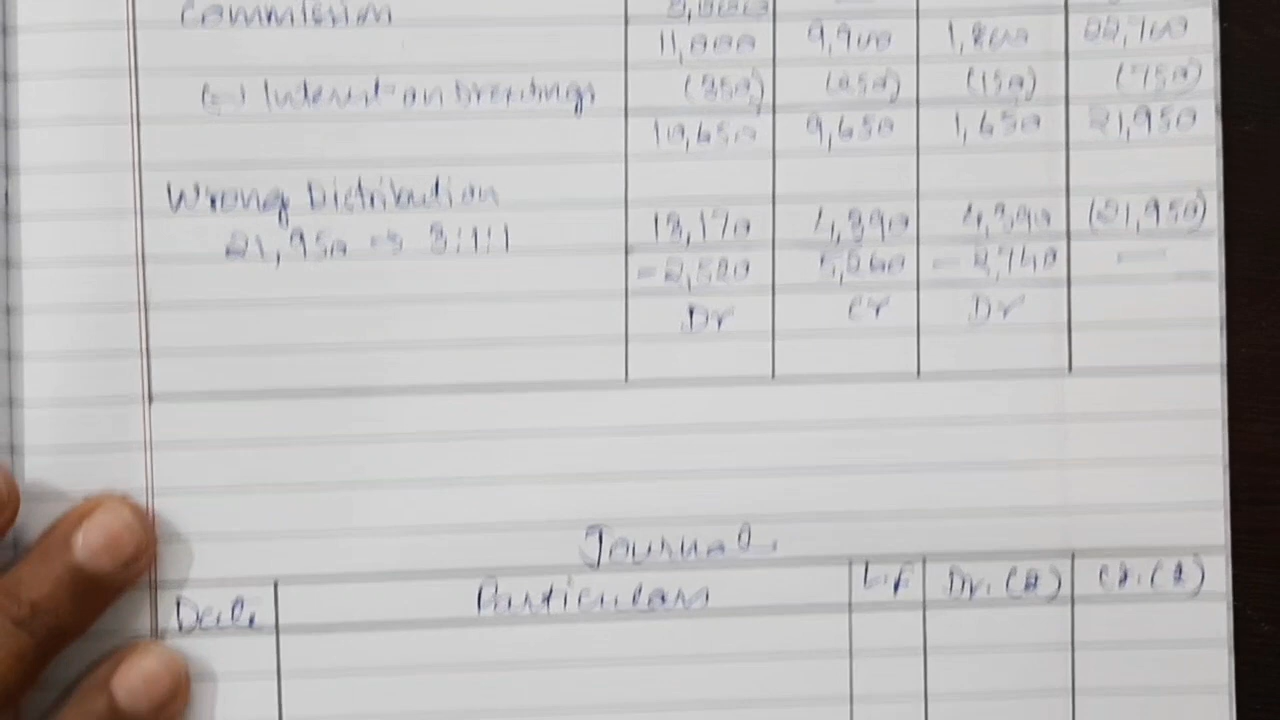 Commission 8,000
11,000 9,900 1,800 22,700
(-) Interest on Drawings (350) (250) (150) (750)
10,650 9,650 1,650 21,950
Wrong Distribution
21,950 => 3:1:1 13,170 4,390 4,390 (21,950)
-2,520 5,260 - 2,740 —
Dr Cr Dr
Journal.
Date Particulars L.F Dr. (₹) Cr. (₹)